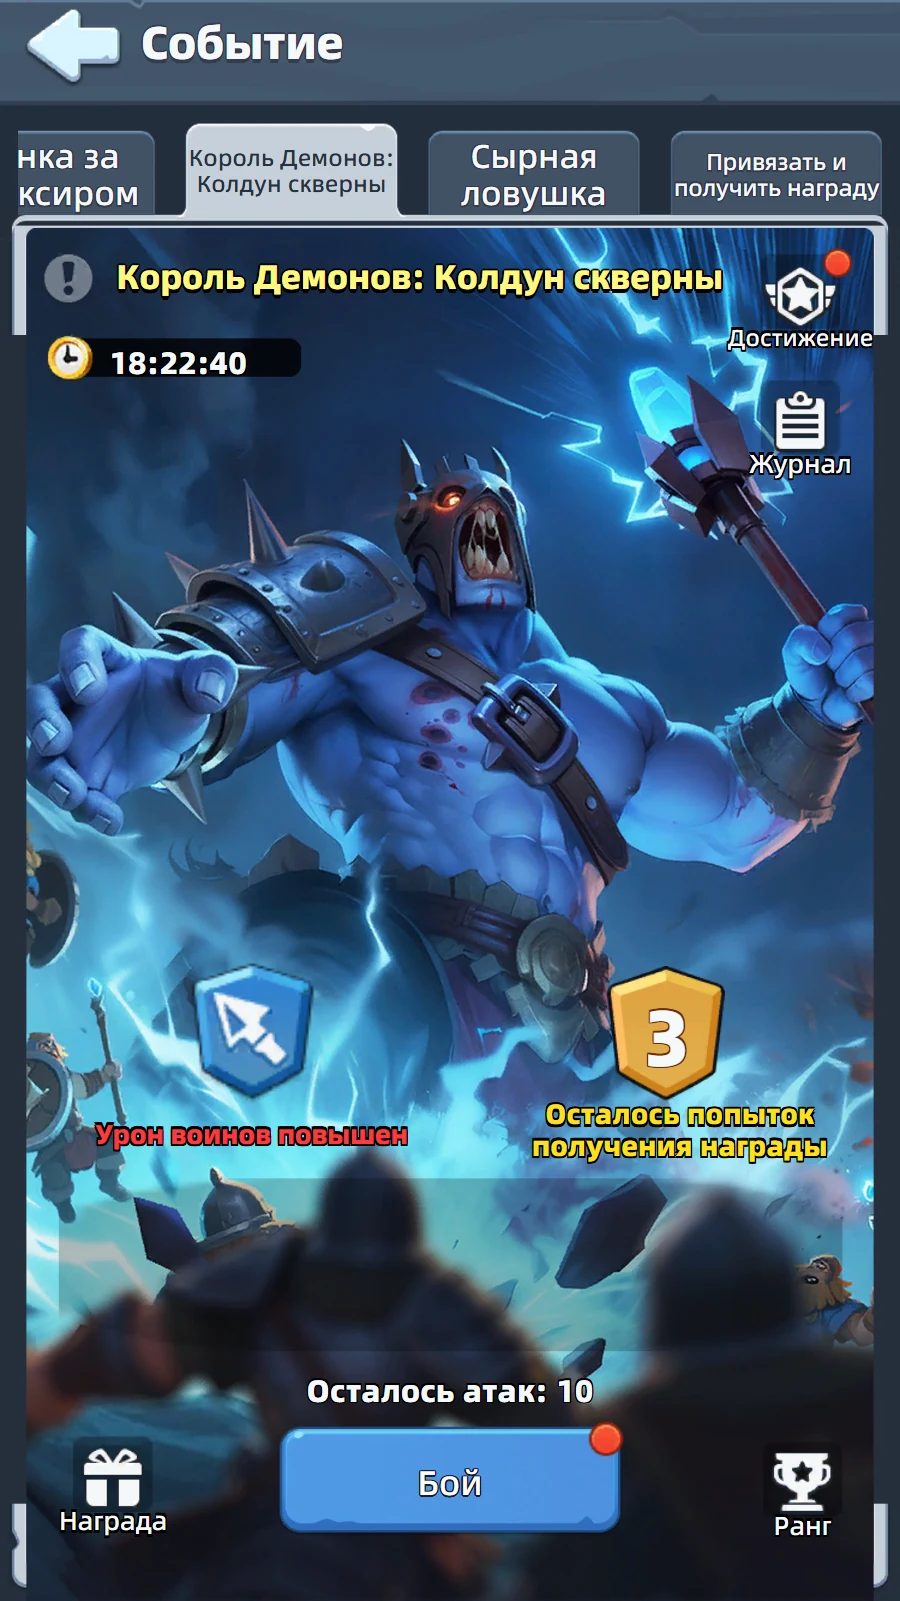 Событие
нка за
ксиром
Король Демонов:
Колдун скверны
Сырная
ловушка
Привязать и
получить награду
Король Демонов: Колдун скверны
Достижение
18:22:40
Журнал
3
Урон воинов повышен
Осталось попыток
получения награды
Осталось атак: 10
Бой
Награда
Ранг